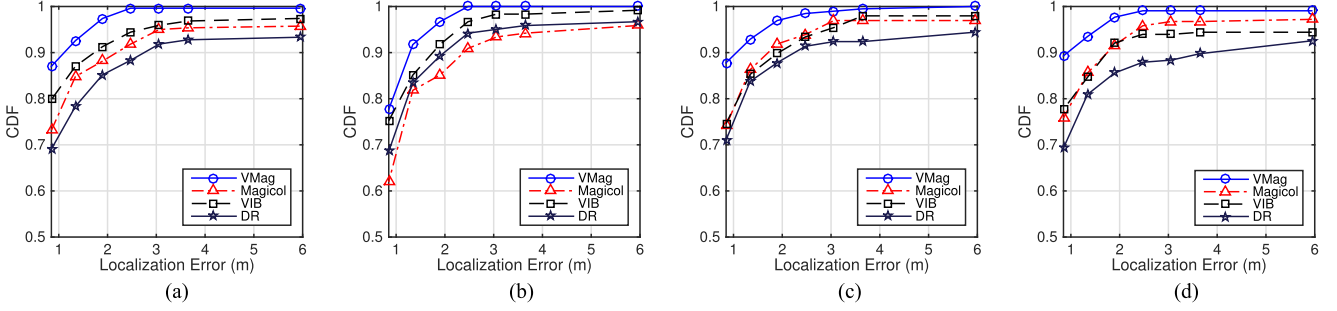 1
0.9
0.8
0.7
0.6
0.5
CDF
1 2 3 4 5 6
Localization Error (m)
VMag
Magicol
VIB
DR
(a)
1
0.9
0.8
0.7
0.6
0.5
CDF
1 2 3 4 5 6
Localization Error (m)
VMag
Magicol
VIB
DR
(b)
1
0.9
0.8
0.7
0.6
0.5
CDF
1 2 3 4 5 6
Localization Error (m)
VMag
Magicol
VIB
DR
(c)
1
0.9
0.8
0.7
0.6
0.5
CDF
1 2 3 4 5 6
Localization Error (m)
VMag
Magicol
VIB
DR
(d)